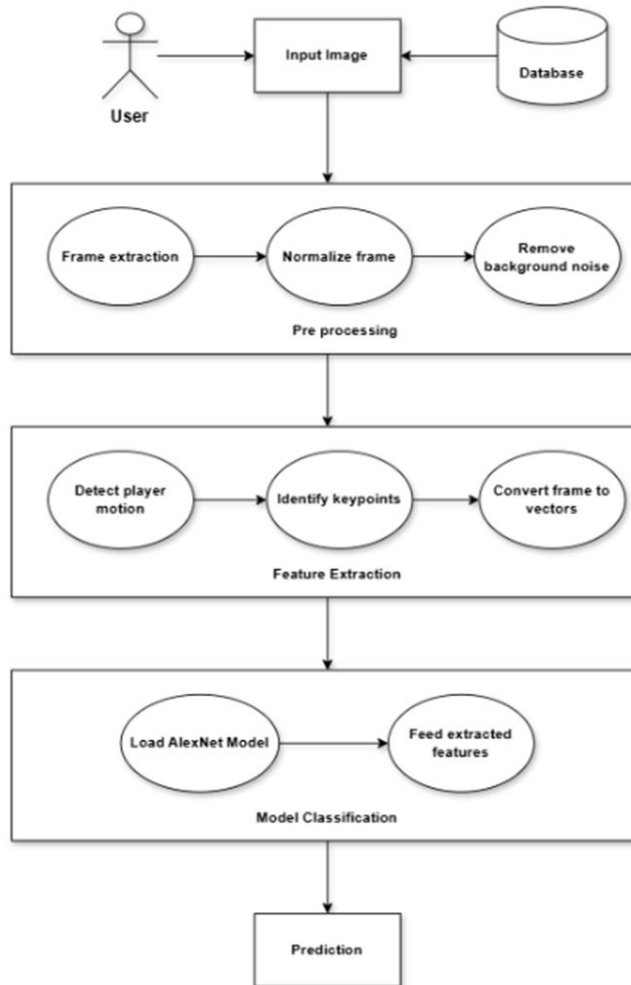 User
Input Image
Database
Frame extraction
Normalize frame
Remove
background noise
Pre processing
Detect player
motion
Identify keypoints
Convert frame to
vectors
Feature Extraction
Load AlexNet Model
Feed extracted
features
Model Classification
Prediction